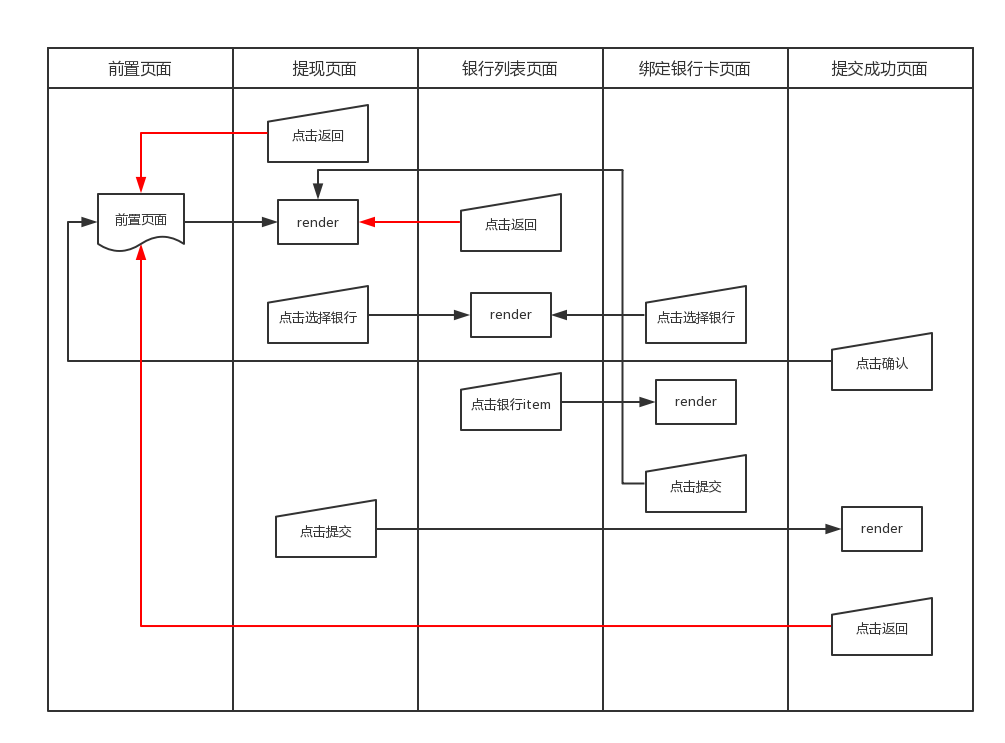 前置页面
提现页面
银行列表页面
绑定银行卡页面
提交成功页面
点击返回
前置页面
render
点击返回
点击选择银行
render
点击选择银行
点击确认
点击银行item
render
点击提交
点击提交
render
点击返回